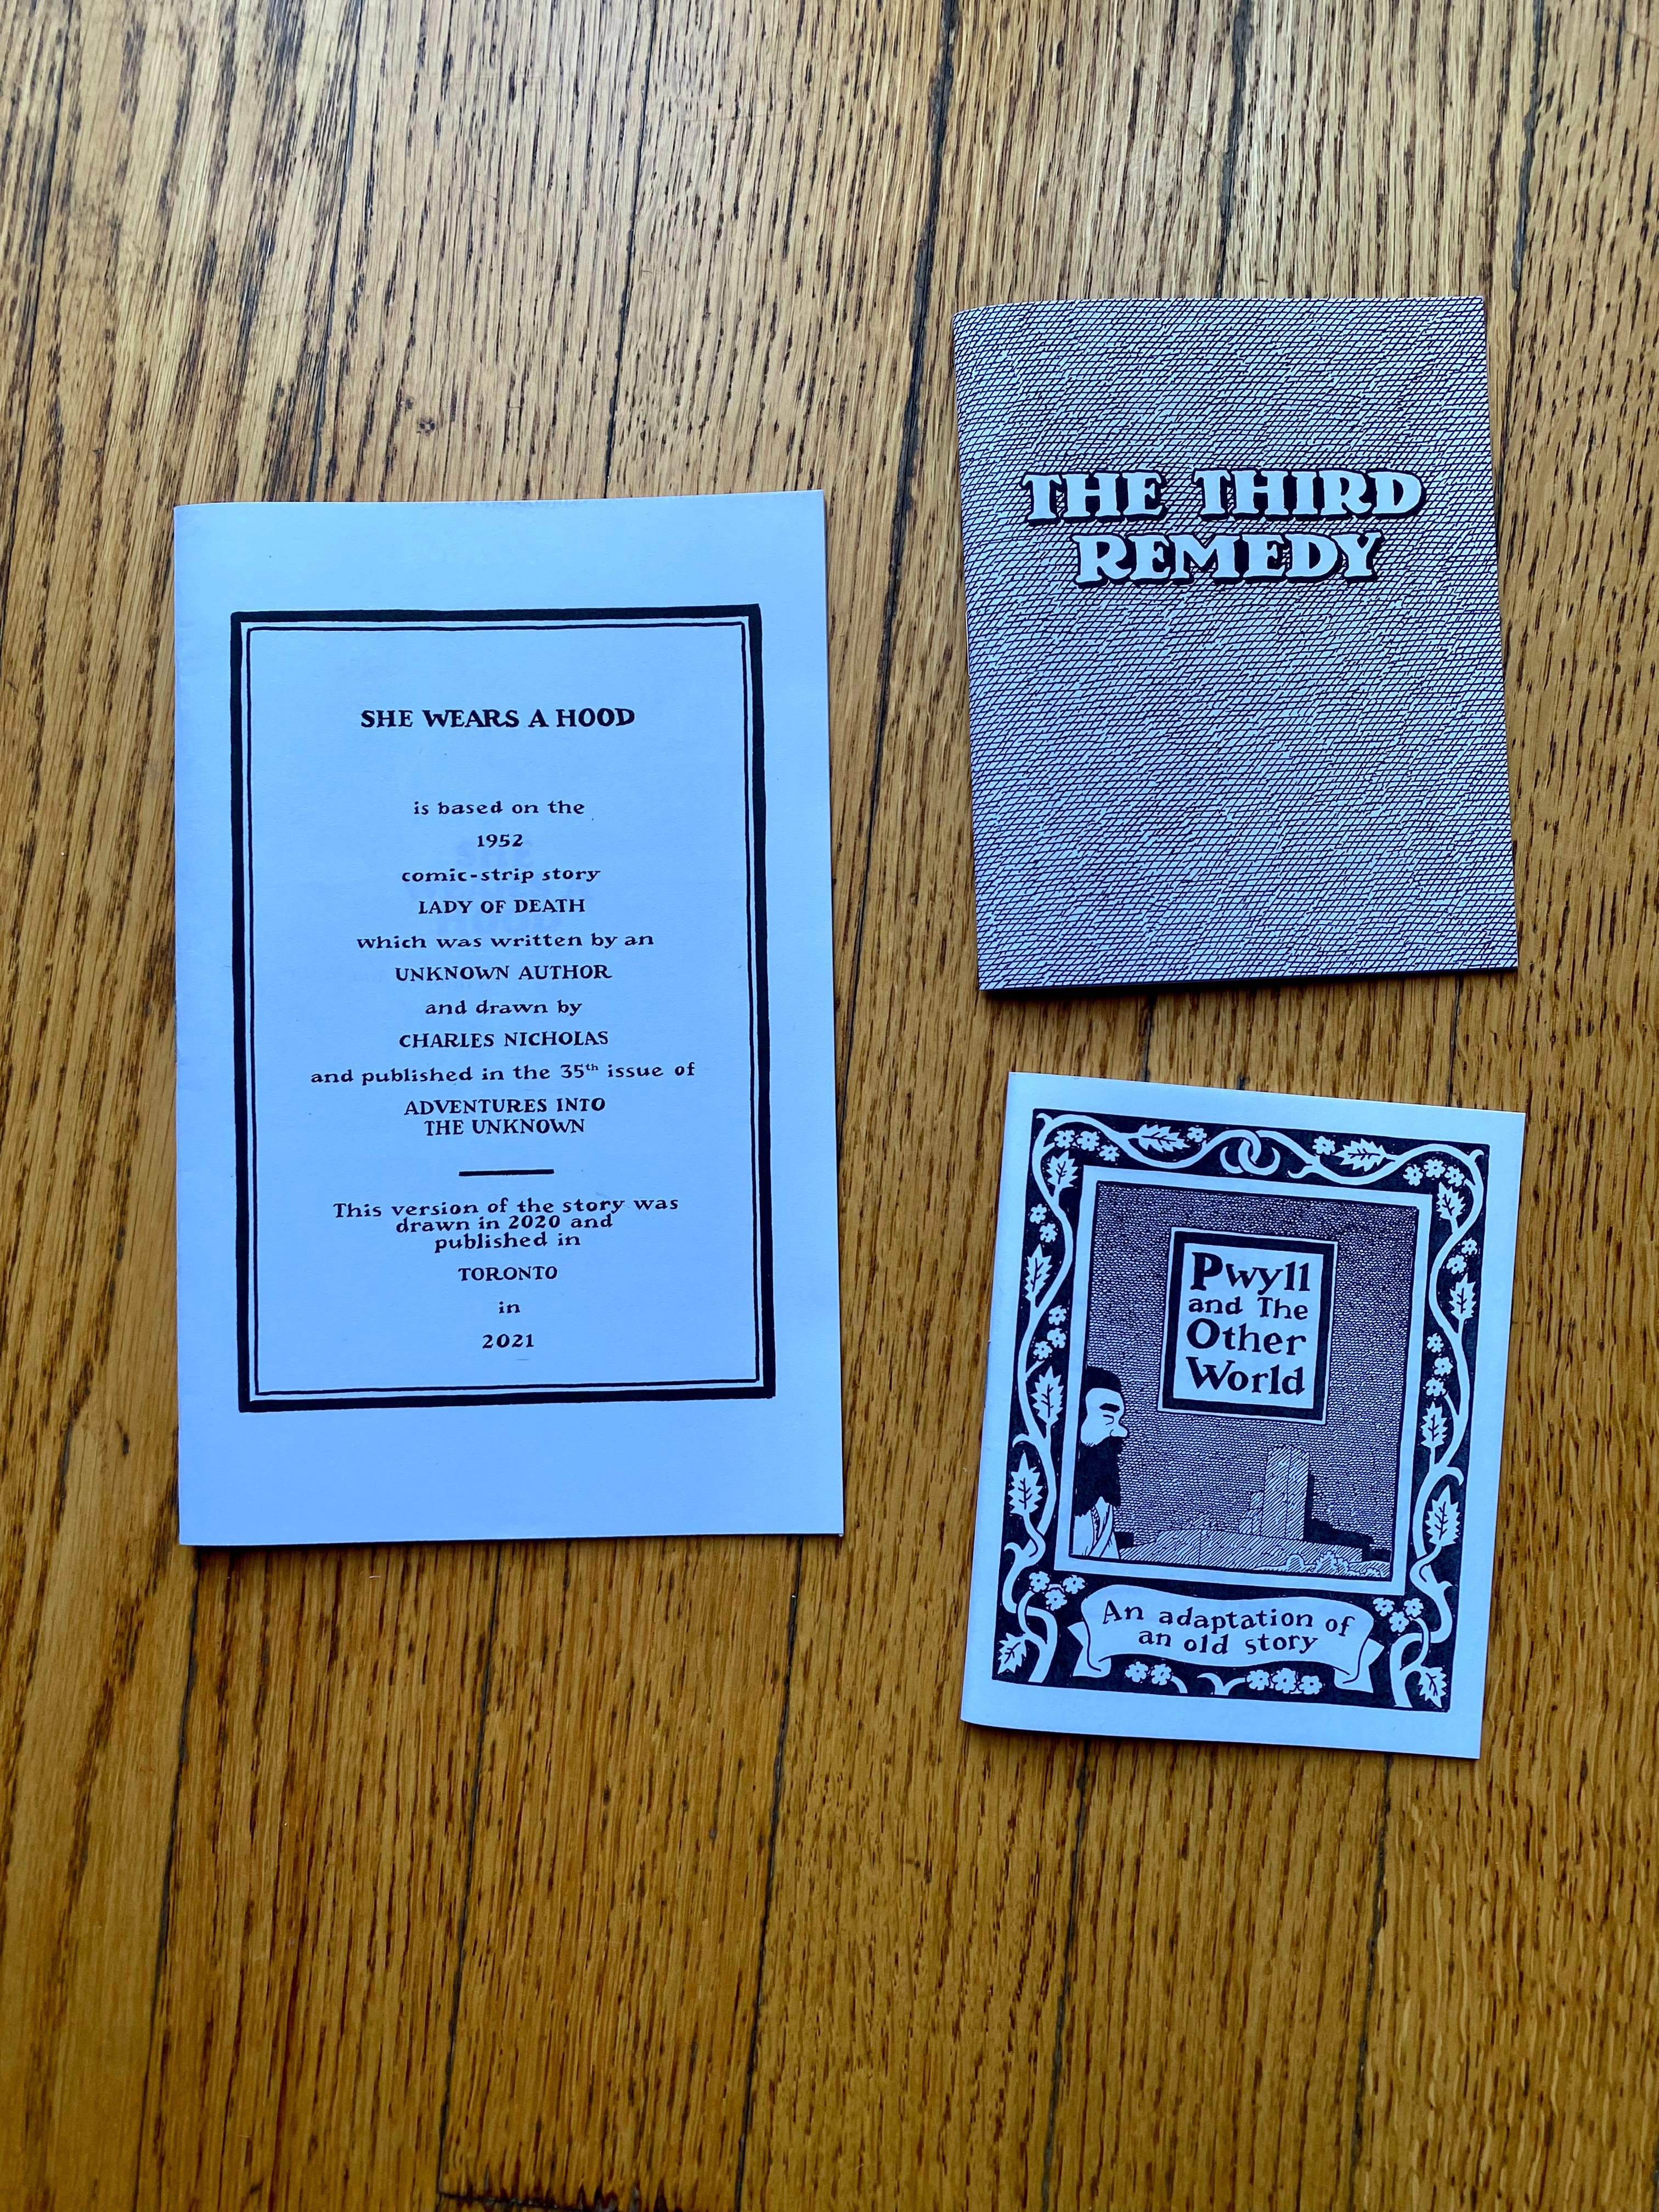 SHE WEARS A HOOD
is based on the
1952
comic-strip story
LADY OF DEATH
which was written by an
UNKNOWN AUTHOR
and drawn by
CHARLES NICHOLAS
and published in the 35th issue of
ADVENTURES INTO
THE UNKNOWN
This version of the story was
drawn in 2020 and
published in
TORONTO
in
2021
THE THIRD
REMEDY
Pwyll
and The
Other
World
An adaptation of
an old story